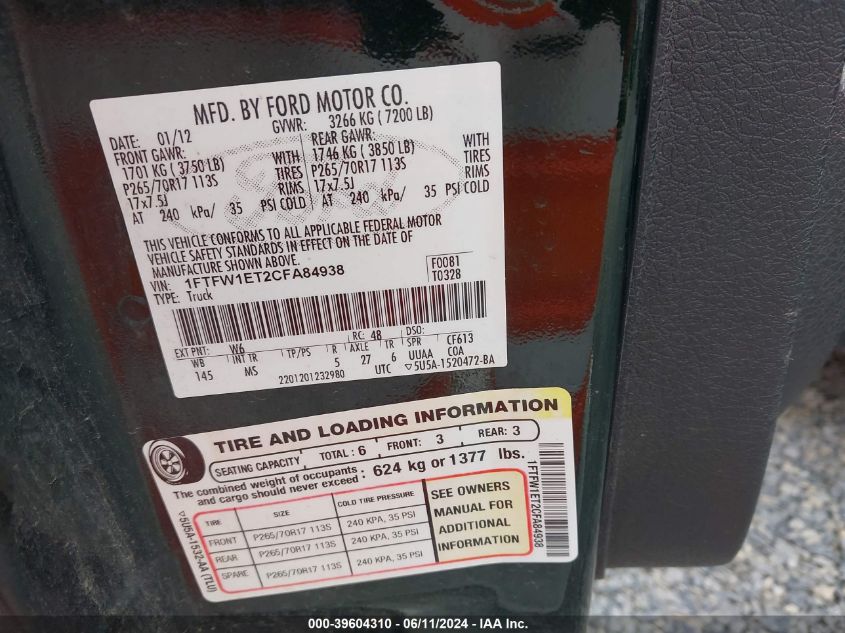 MFD. BY FORD MOTOR CO.
DATE: 01/12 GVWR: 3266 KG (7200 LB)
FRONT GAWR: REAR GAWR:
1701 KG (3750 LB) WITH 1746 KG (3850 LB) WITH
P265/70R17 113S TIRES P265/70R17 113S TIRES
17x7.5J RIMS 17x7.5J RIMS
AT 240 kPa/ 35 PSI COLD AT 240 kPa/ 35 PSI COLD
THIS VEHICLE CONFORMS TO ALL APPLICABLE FEDERAL MOTOR
VEHICLE SAFETY STANDARDS IN EFFECT ON THE DATE OF
MANUFACTURE SHOWN ABOVE.
VIN: 1FTFW1ET2CFA84938 F0081
TYPE: Truck T0328
EXT PNT: W6 RC: 48 DSO:
WB INT TR TP/PS R AXLE TR SPR CF613
145 MS 5 27 6 UUAA COA
2201201232980 UTC ▽5U5A-1520472-BA
TIRE AND LOADING INFORMATION
SEATING CAPACITY TOTAL: 6 FRONT: 3 REAR: 3
The combined weight of occupants and cargo should never exceed : 624 kg or 1377 lbs.
TIRE SIZE COLD TIRE PRESSURE
FRONT P265/70R17 113S 240 KPA, 35 PSI
REAR P265/70R17 113S 240 KPA, 35 PSI
SPARE P265/70R17 113S 240 KPA, 35 PSI
SEE OWNERS
MANUAL FOR
ADDITIONAL
INFORMATION
▽5U5A-1532-AA (TLU)
1FTFW1ET2CFA84938
000-39604310 - 06/11/2024 - IAA Inc.